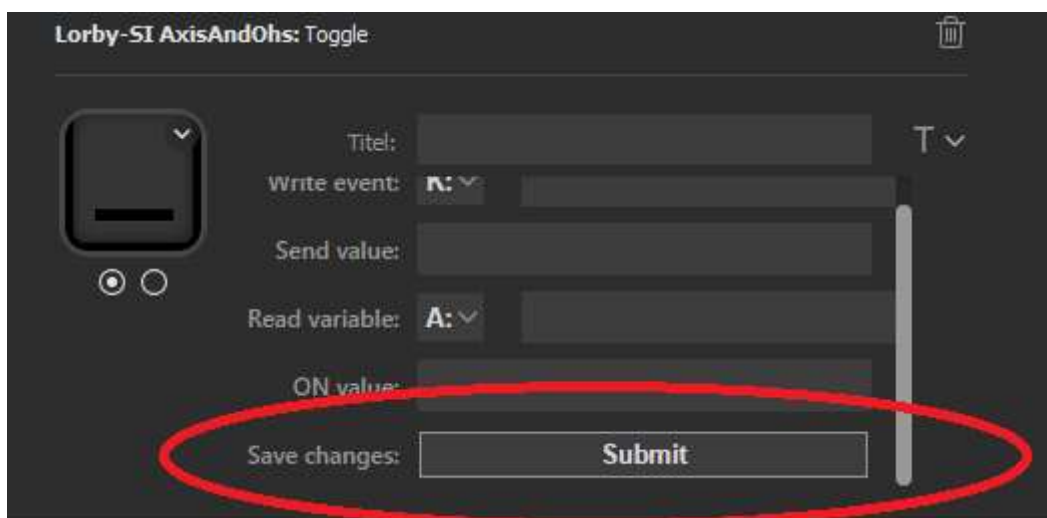 Lorby-SI AxisAndOhs: Toggle
Titel:
T
Write event: K:
Send value:
Read variable: A:
ON value:
Save changes: Submit